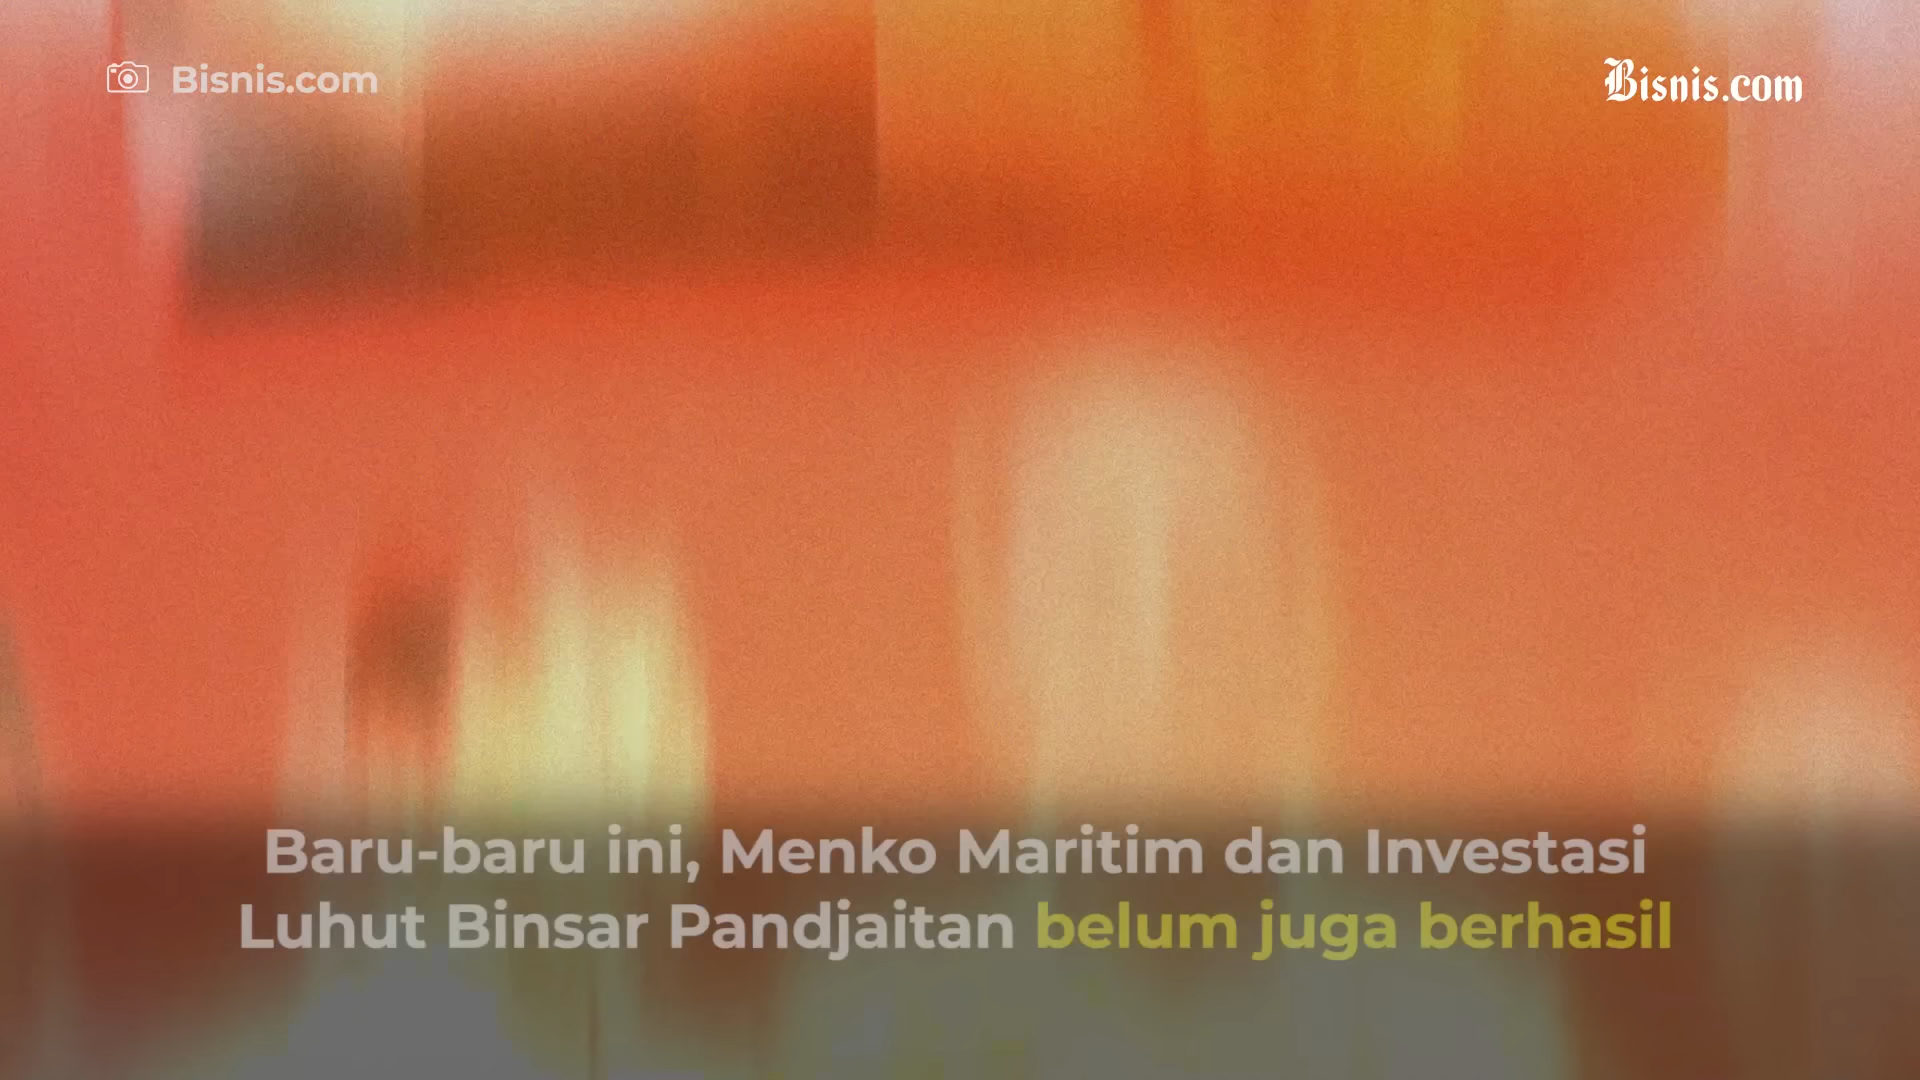 Bisnis.com
Bisnis.com
Baru-baru ini, Menko Maritim dan Investasi
Luhut Binsar Pandjaitan belum juga berhasil